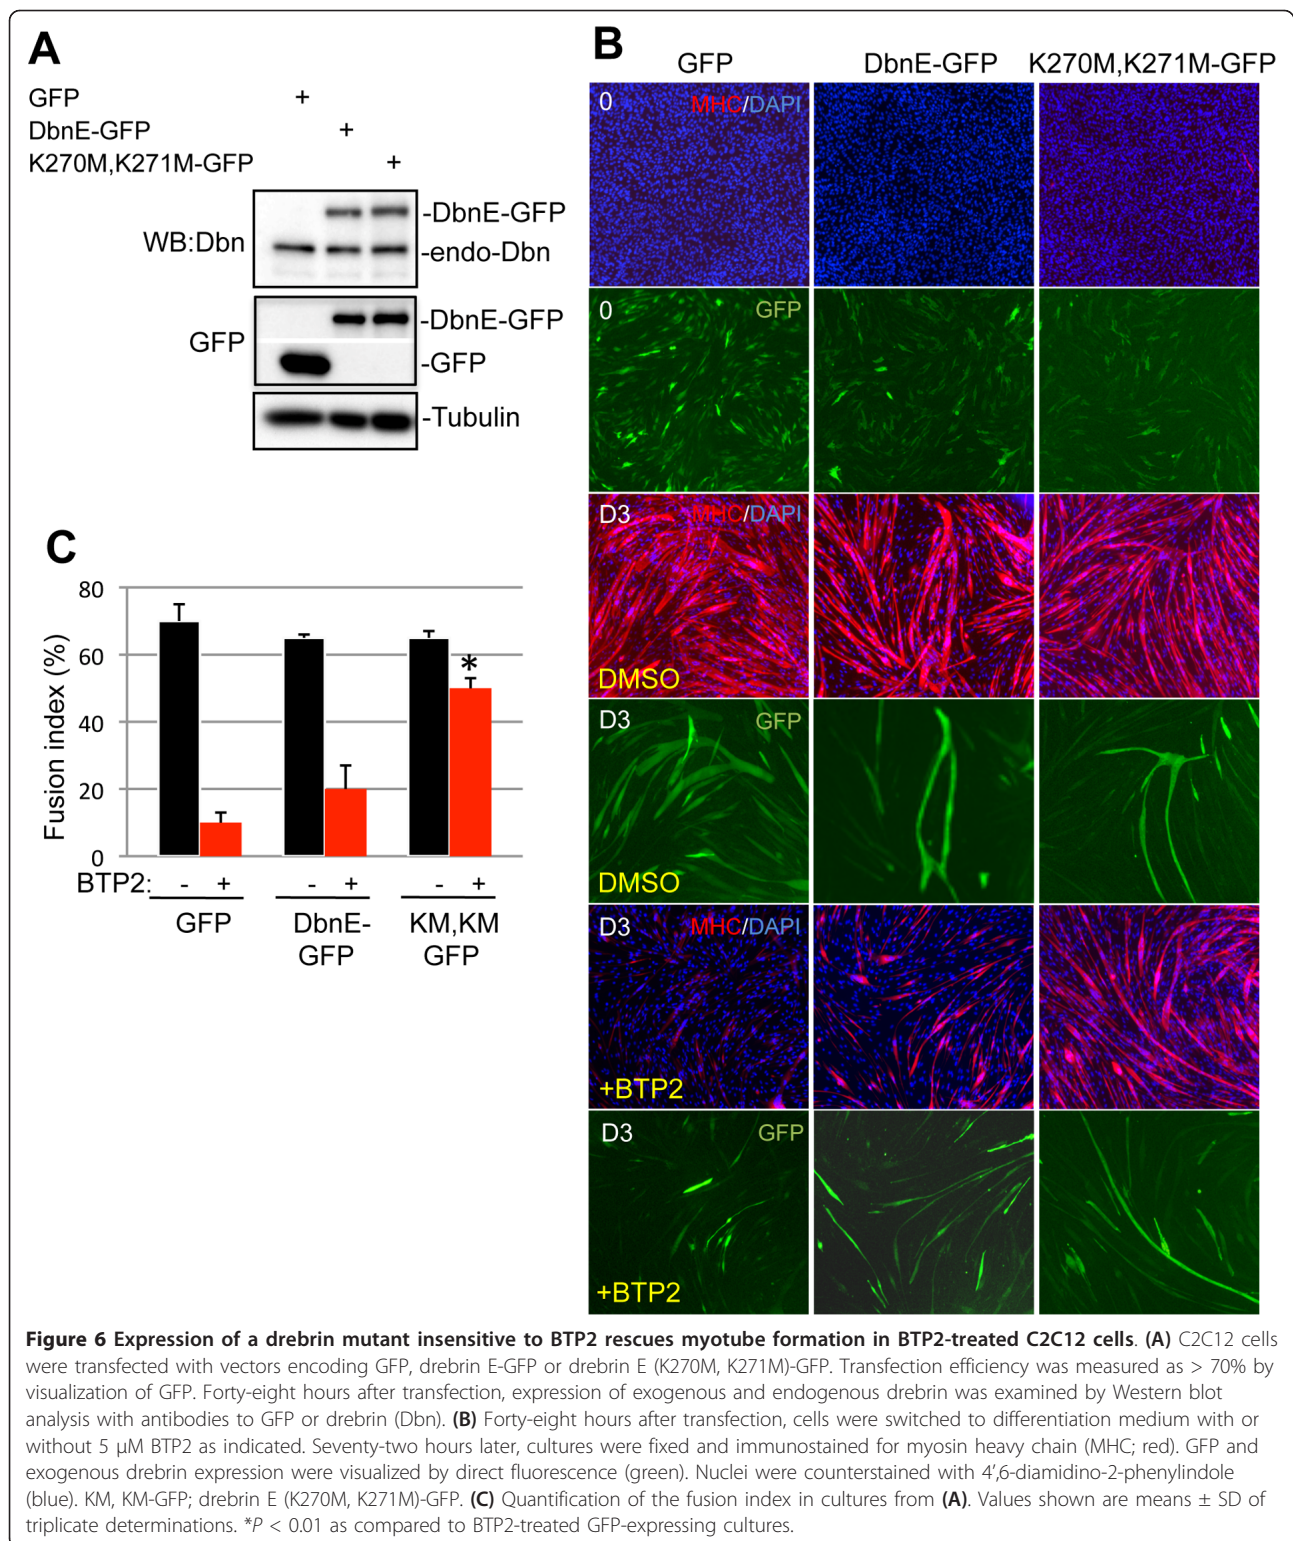 A
GFP +
DbnE-GFP +
K270M,K271M-GFP +
WB:Dbn
-DbnE-GFP
-endo-Dbn
GFP
-DbnE-GFP
-GFP
-Tubulin
B
GFP DbnE-GFP K270M,K271M-GFP
0 MHC/DAPI
0 GFP
D3 MHC/DAPI
DMSO
D3 GFP
DMSO
D3 MHC/DAPI
+BTP2
D3 GFP
+BTP2
C
Fusion index (%)
80
60
40
20
0
*
BTP2: - + - + - +
GFP DbnE- KM,KM
GFP GFP
Figure 6 Expression of a drebrin mutant insensitive to BTP2 rescues myotube formation in BTP2-treated C2C12 cells. (A) C2C12 cells
were transfected with vectors encoding GFP, drebrin E-GFP or drebrin E (K270M, K271M)-GFP. Transfection efficiency was measured as > 70% by
visualization of GFP. Forty-eight hours after transfection, expression of exogenous and endogenous drebrin was examined by Western blot
analysis with antibodies to GFP or drebrin (Dbn). (B) Forty-eight hours after transfection, cells were switched to differentiation medium with or
without 5 μM BTP2 as indicated. Seventy-two hours later, cultures were fixed and immunostained for myosin heavy chain (MHC; red). GFP and
exogenous drebrin expression were visualized by direct fluorescence (green). Nuclei were counterstained with 4’,6-diamidino-2-phenylindole
(blue). KM, KM-GFP; drebrin E (K270M, K271M)-GFP. (C) Quantification of the fusion index in cultures from (A). Values shown are means ± SD of
triplicate determinations. *P < 0.01 as compared to BTP2-treated GFP-expressing cultures.